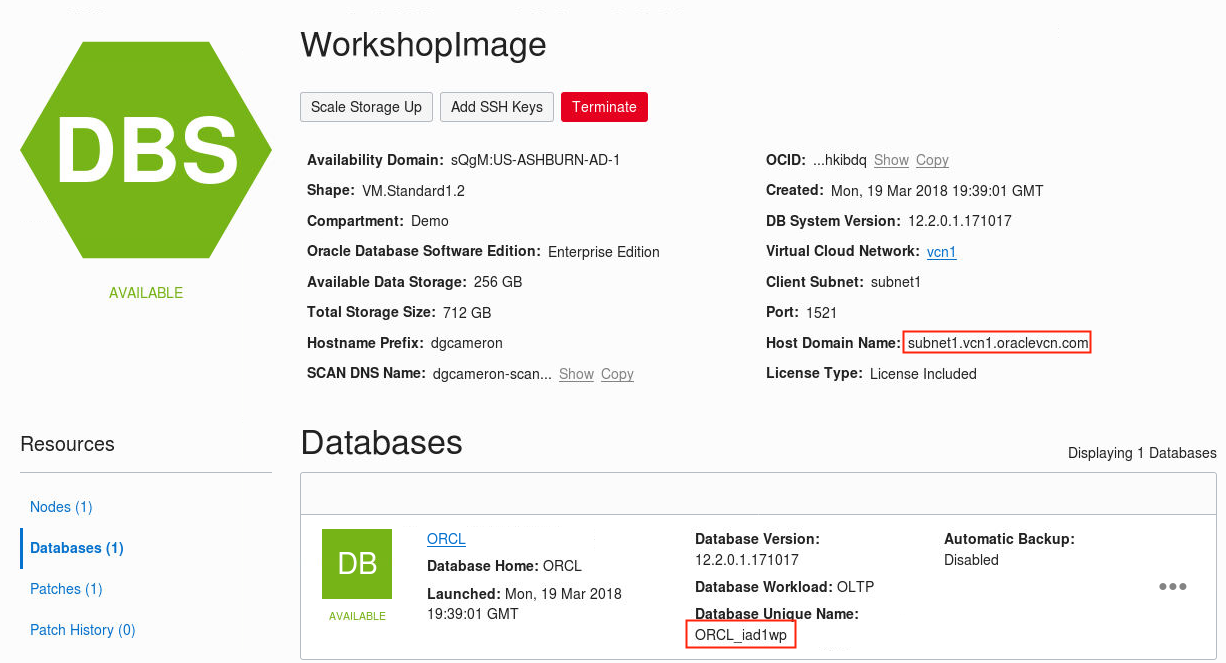 WorkshopImage
DBS
AVAILABLE
Scale Storage Up Add SSH Keys Terminate
Availability Domain: sQgM:US-ASHBURN-AD-1
Shape: VM.Standard1.2
Compartment: Demo
Oracle Database Software Edition: Enterprise Edition
Available Data Storage: 256 GB
Total Storage Size: 712 GB
Hostname Prefix: dgcameron
SCAN DNS Name: dgcameron-scan... Show Copy
OCID: ...hkibdq Show Copy
Created: Mon, 19 Mar 2018 19:39:01 GMT
DB System Version: 12.2.0.1.171017
Virtual Cloud Network: vcn1
Client Subnet: subnet1
Port: 1521
Host Domain Name: subnet1.vcn1.oraclevcn.com
License Type: License Included
Resources
Nodes (1)
Databases (1)
Patches (1)
Patch History (0)
Databases
Displaying 1 Databases
DB
AVAILABLE
ORCL
Database Home: ORCL
Launched: Mon, 19 Mar 2018
19:39:01 GMT
Database Version:
12.2.0.1.171017
Database Workload: OLTP
Database Unique Name:
ORCL_iad1wp
Automatic Backup:
Disabled